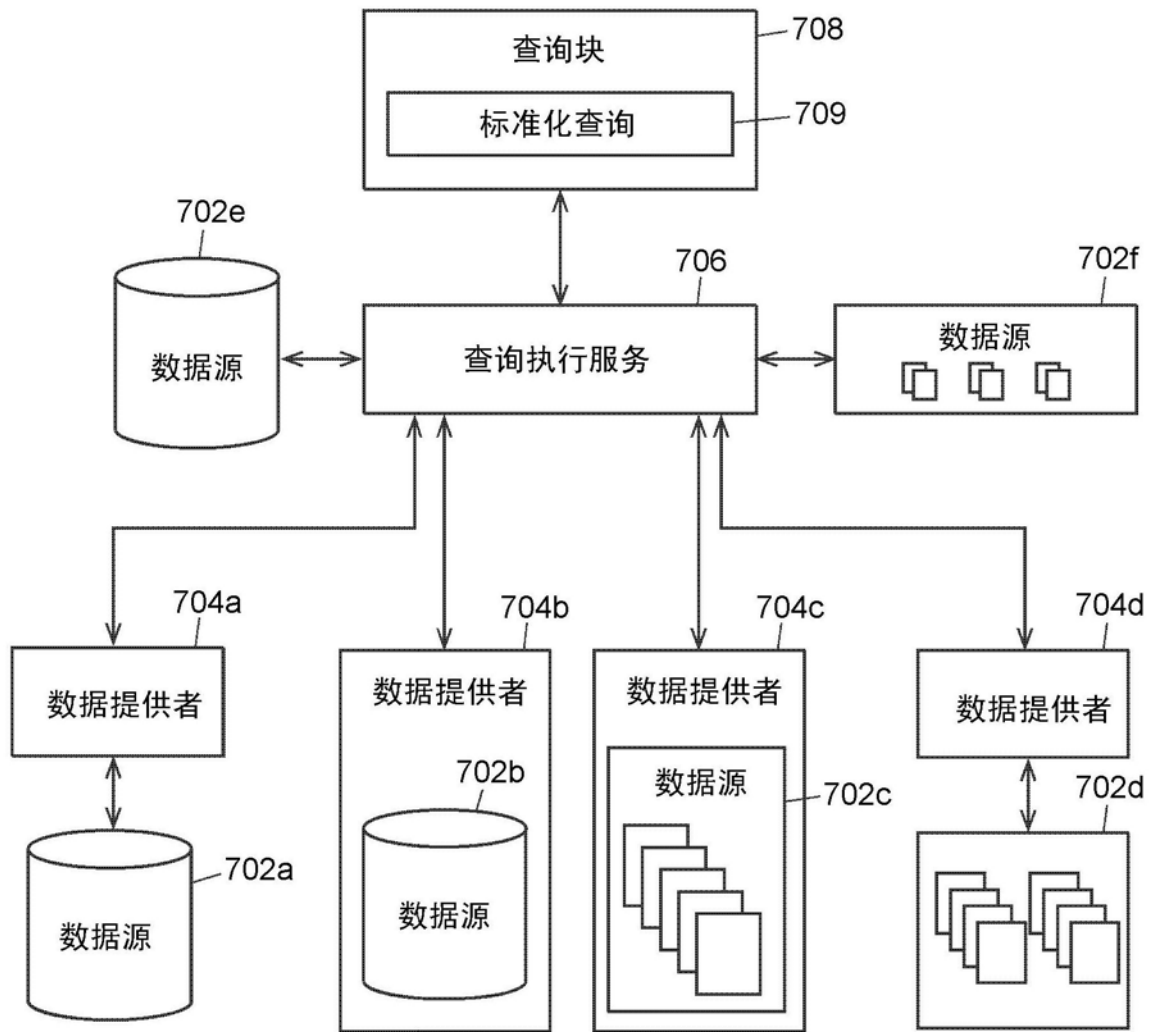 查询块
708
标准化查询
709
702e
706
702f
数据源
查询执行服务
数据源
704a
704b
704c
704d
数据提供者
数据提供者
数据提供者
数据提供者
702b
数据源
702c
702d
702a
数据源
数据源